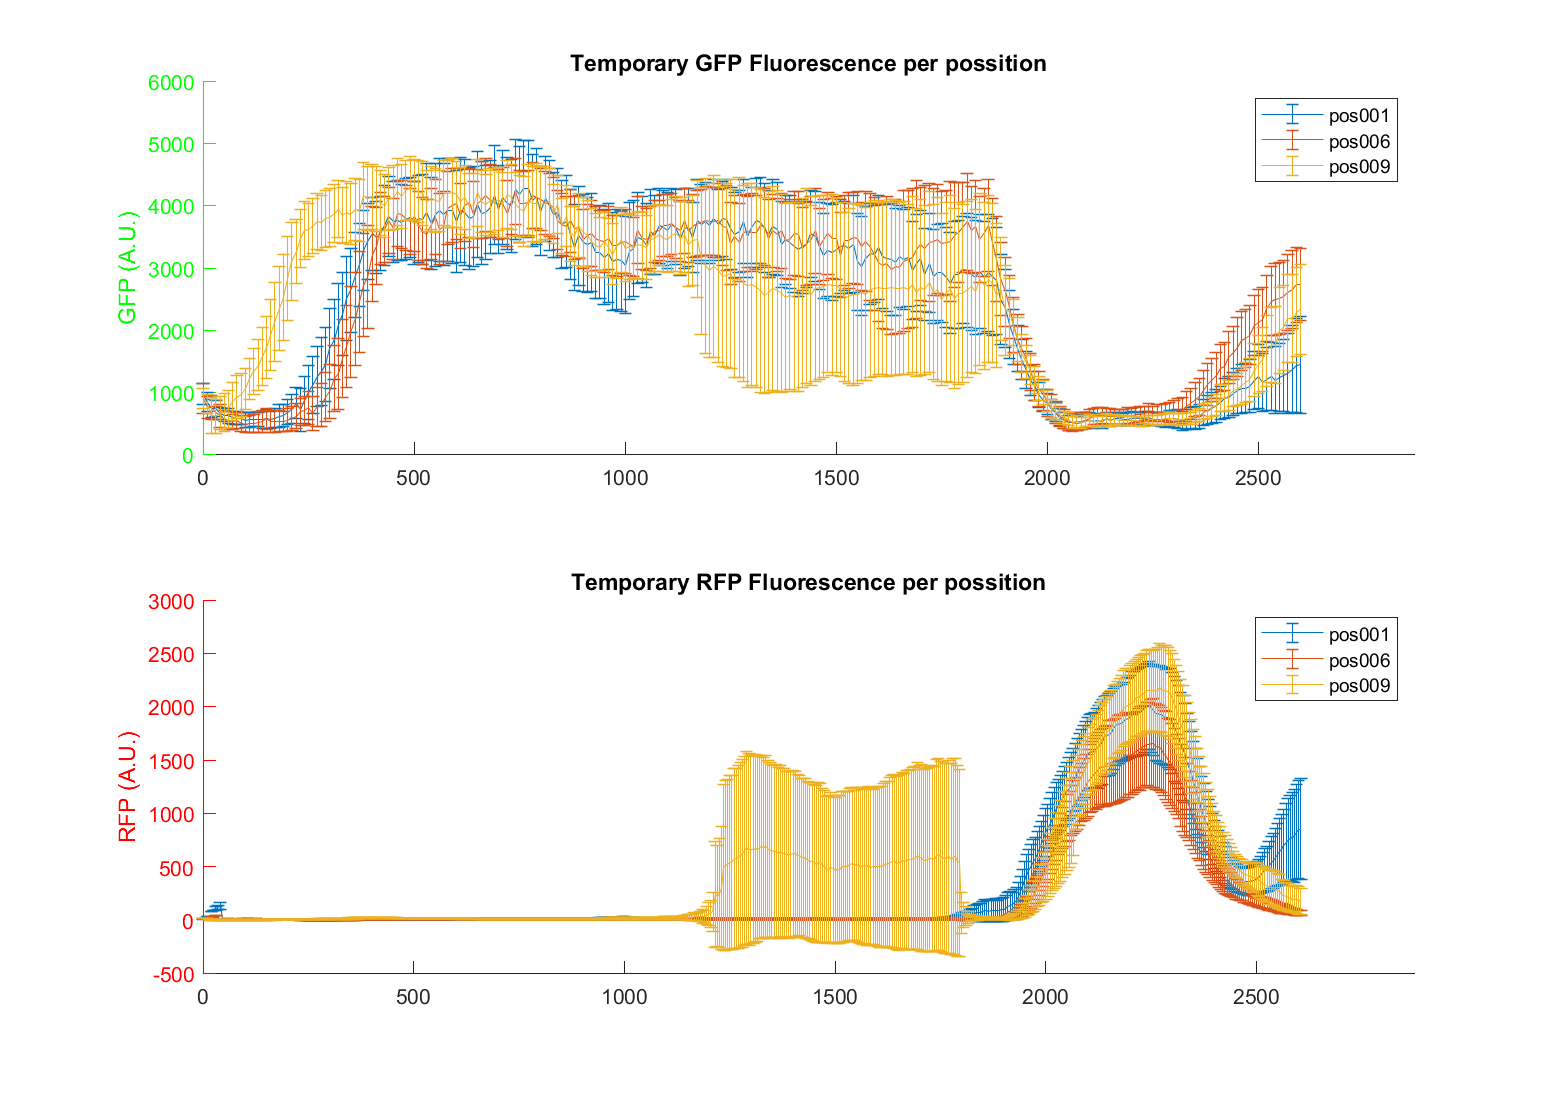 Temporary GFP Fluorescence per possition
6000
5000
4000
3000
2000
1000
0
GFP (A.U.)
0 500 1000 1500 2000 2500
pos001
pos006
pos009
Temporary RFP Fluorescence per possition
3000
2500
2000
1500
1000
500
0
-500
RFP (A.U.)
0 500 1000 1500 2000 2500
pos001
pos006
pos009